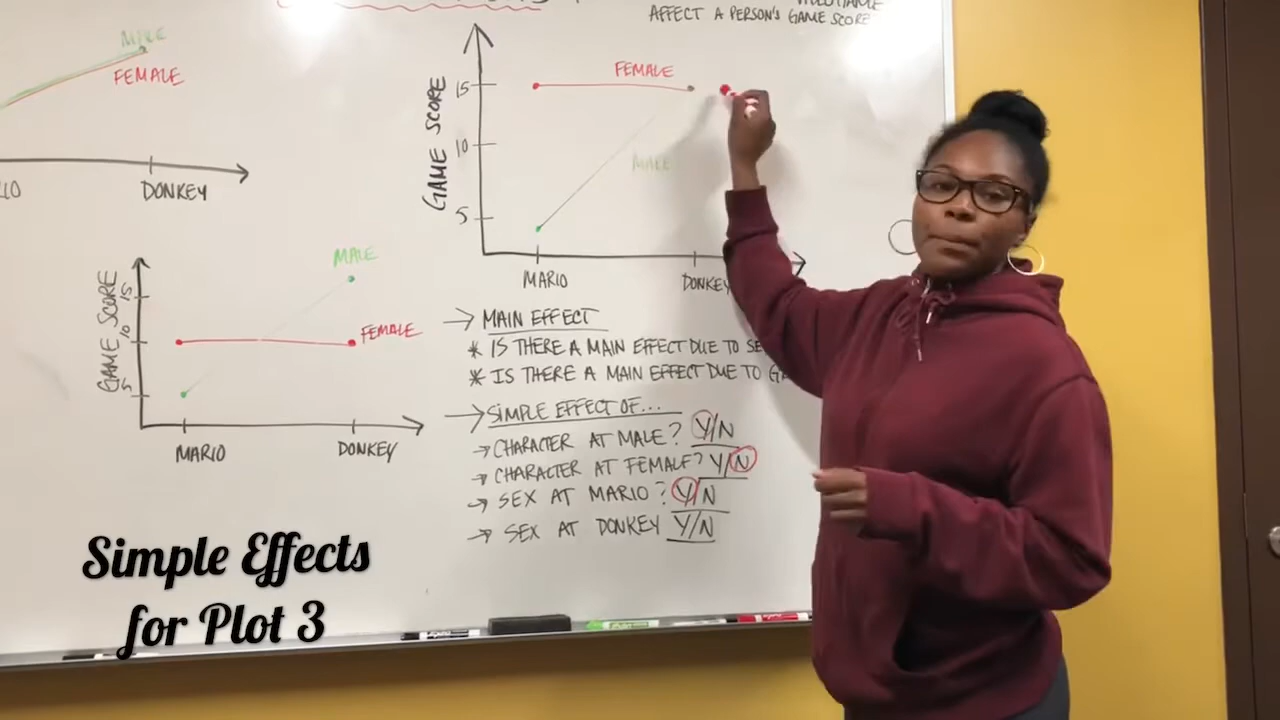 AFFECT A PERSON'S GAME SCORE
MALE
FEMALE
DONKEY
GAME SCORE
15
10
5
FEMALE
MALE
MARIO
DONKEY
GAME SCORE
15
10
5
MALE
FEMALE
MARIO
DONKEY
→ MAIN EFFECT
* IS THERE A MAIN EFFECT DUE TO
* IS THERE A MAIN EFFECT DUE TO
→ SIMPLE EFFECT OF...
→ CHARACTER AT MALE? Y/N
→ CHARACTER AT FEMALE? Y/N
→ SEX AT MARIO? Y/N
→ SEX AT DONKEY Y/N
Simple Effects
for Plot 3